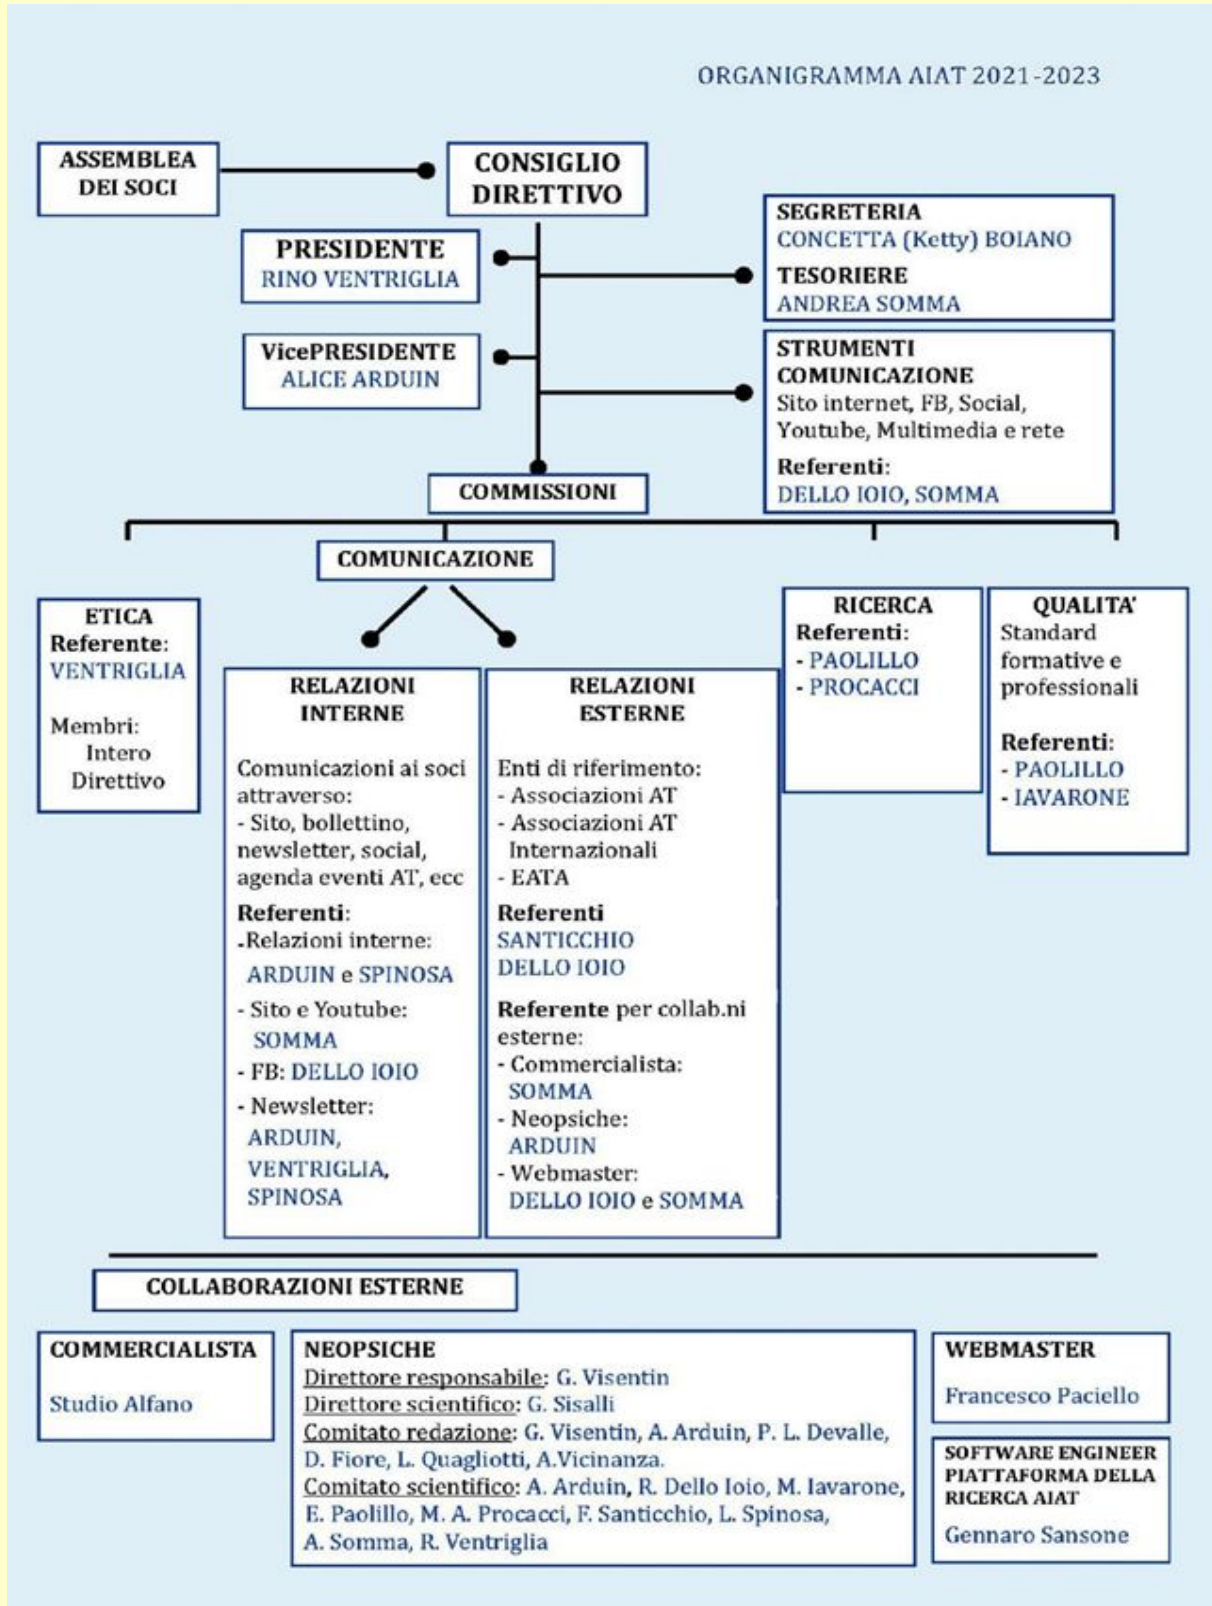 ORGANIGRAMMA AIAT 2021-2023
ASSEMBLEA
DEI SOCI
CONSIGLIO
DIRETTIVO
PRESIDENTE
RINO VENTRIGLIA
SEGRETERIA
CONCETTA (Ketty) BOIANO
TESORIERE
ANDREA SOMMA
VicePRESIDENTE
ALICE ARDUIN
STRUMENTI
COMUNICAZIONE
Sito internet, FB, Social,
Youtube, Multimedia e rete
Referenti:
DELLO IOIO, SOMMA
COMMISSIONI
COMUNICAZIONE
ETICA
Referente:
VENTRIGLIA
Membri:
Intero
Direttivo
RELAZIONI
INTERNE
Comunicazioni ai soci
attraverso:
- Sito, bollettino,
newsletter, social,
agenda eventi AT, ecc
Referenti:
-Relazioni interne:
ARDUIN e SPINOSA
- Sito e Youtube:
SOMMA
- FB: DELLO IOIO
- Newsletter:
ARDUIN,
VENTRIGLIA,
SPINOSA
RELAZIONI
ESTERNE
Enti di riferimento:
- Associazioni AT
- Associazioni AT
Internazionali
- EATA
Referenti
SANTICCHIO
DELLO IOIO
Referente per collab.ni
esterne:
- Commercialista:
SOMMA
- Neopsiche:
ARDUIN
- Webmaster:
DELLO IOIO e SOMMA
RICERCA
Referenti:
- PAOLILLO
- PROCACCI
QUALITA'
Standard
formative e
professionali
Referenti:
- PAOLILLO
- IAVARONE
COLLABORAZIONI ESTERNE
COMMERCIALISTA
Studio Alfano
NEOPSICHE
Direttore responsabile: G. Visentin
Direttore scientifico: G. Sisalli
Comitato redazione: G. Visentin, A. Arduin, P. L. Devalle,
D. Fiore, L. Quagliotti, A.Vicinanza.
Comitato scientifico: A. Arduin, R. Dello Ioio, M. Iavarone,
E. Paolillo, M. A. Procacci, F. Santicchio, L. Spinosa,
A. Somma, R. Ventriglia
WEBMASTER
Francesco Paciello
SOFTWARE ENGINEER
PIATTAFORMA DELLA
RICERCA AIAT
Gennaro Sansone